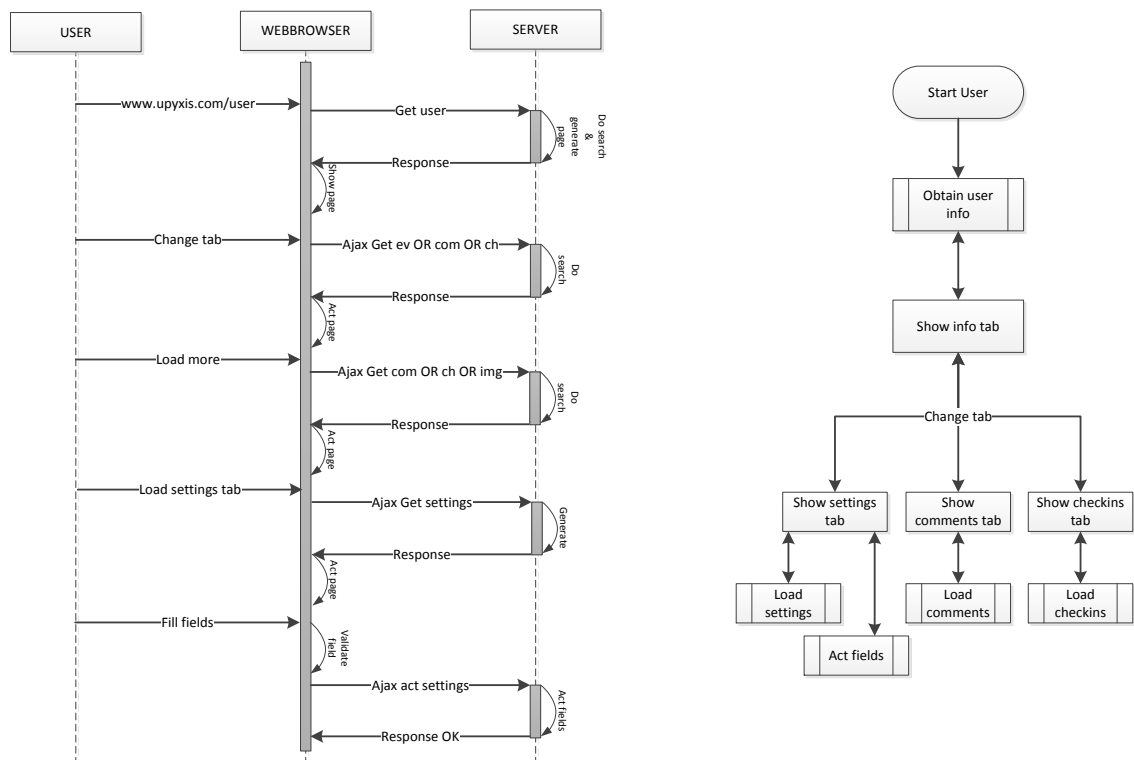 USER
WEBBROWSER
SERVER
www.upyxis.com/user
Get user
Do search
&
generate
page
Response
Show page
Change tab
Ajax Get ev OR com OR ch
Do
search
Response
Act page
Load more
Ajax Get com OR ch OR img
Do
search
Response
Act page
Load settings tab
Ajax Get settings
Generate
Response
Act page
Fill fields
Validate
field
Ajax act settings
Act fields
Response OK
Start User
Obtain user
info
Show info tab
Change tab
Show settings
tab
Show
comments tab
Show checkins
tab
Load
settings
Load
comments
Load
checkins
Act fields